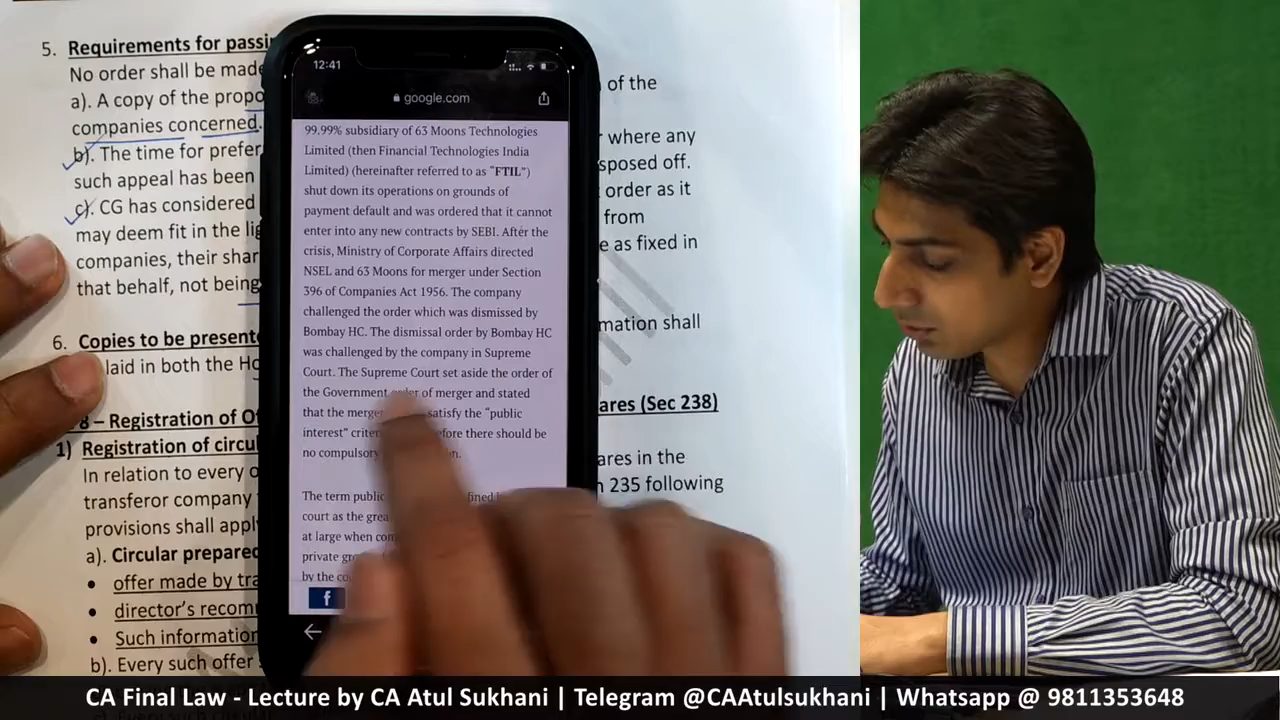 5. Requirements for passi
No order shall be made
a). A copy of the propo
companies concerned.
b). The time for prefer
such appeal has been
c). CG has considered
may deem fit in the lig
companies, their shar
that behalf, not being
6. Copies to be presente
laid in both the Ho
8 – Registration of Of
1) Registration of circul
In relation to every o
transferor company
provisions shall appl
a). Circular prepared
• offer made by tra
• director's recom
• Such information
b). Every such offer
12:41
google.com
99.99% subsidiary of 63 Moons Technologies
Limited (then Financial Technologies India
Limited) (hereinafter referred to as "FTIL")
shut down its operations on grounds of
payment default and was ordered that it cannot
enter into any new contracts by SEBI. After the
crisis, Ministry of Corporate Affairs directed
NSEL and 63 Moons for merger under Section
396 of Companies Act 1956. The company
challenged the order which was dismissed by
Bombay HC. The dismissal order by Bombay HC
was challenged by the company in Supreme
Court. The Supreme Court set aside the order of
the Government order of merger and stated
that the merger satisfy the "public
interest" criter there should be
no compulsory
The term public fined
court as the grea
at large when com
private gr
by the co
f
of the
where any
sposed off.
order as it
from
e as fixed in
mation shall
ares (Sec 238)
ares in the
235 following
CA Final Law - Lecture by CA Atul Sukhani | Telegram @CAAtulsukhani | Whatsapp @ 9811353648